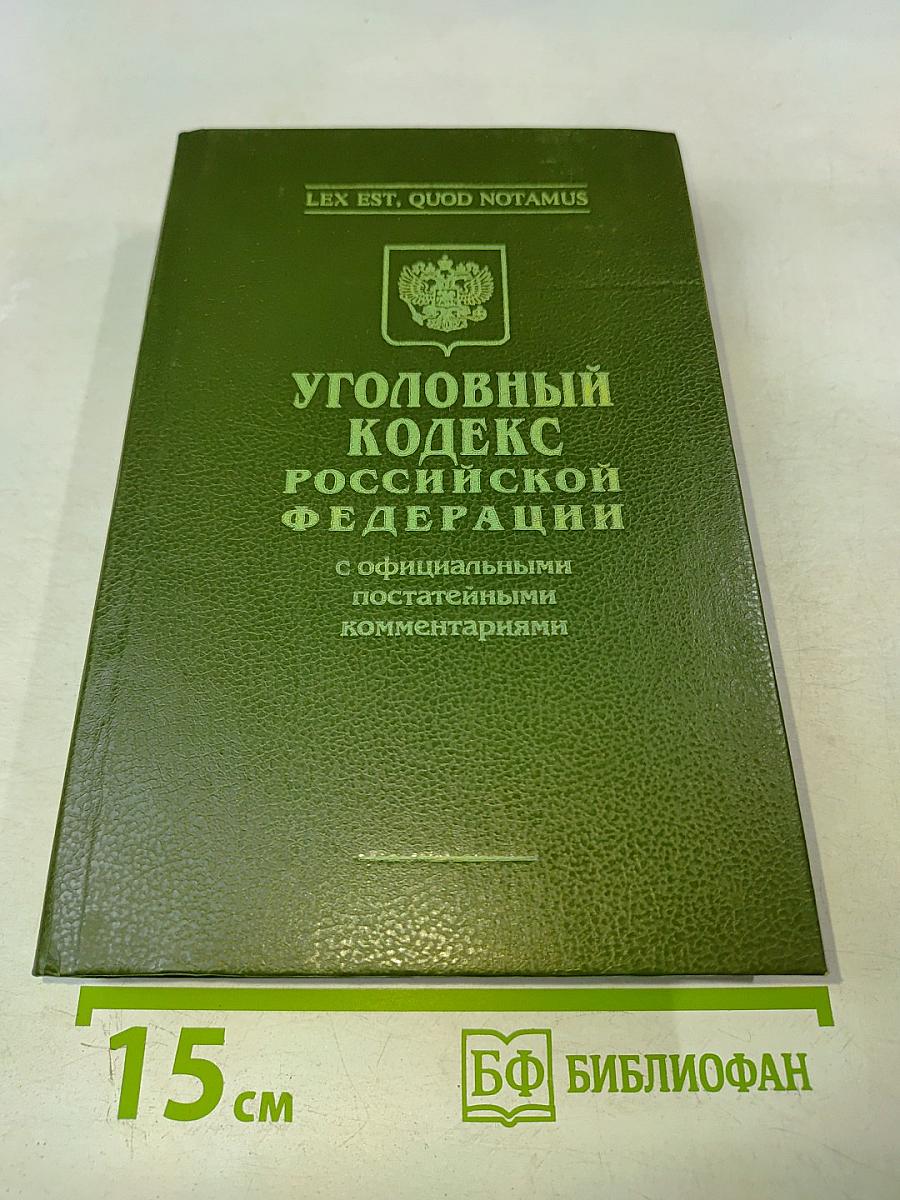 LEX EST, QUOD NOTAMUS
УГОЛОВНЫЙ
КОДЕКС
РОССИЙСКОЙ
ФЕДЕРАЦИИ
с официальными
постатейными
комментариями
15 см
БФ БИБЛИОФАН